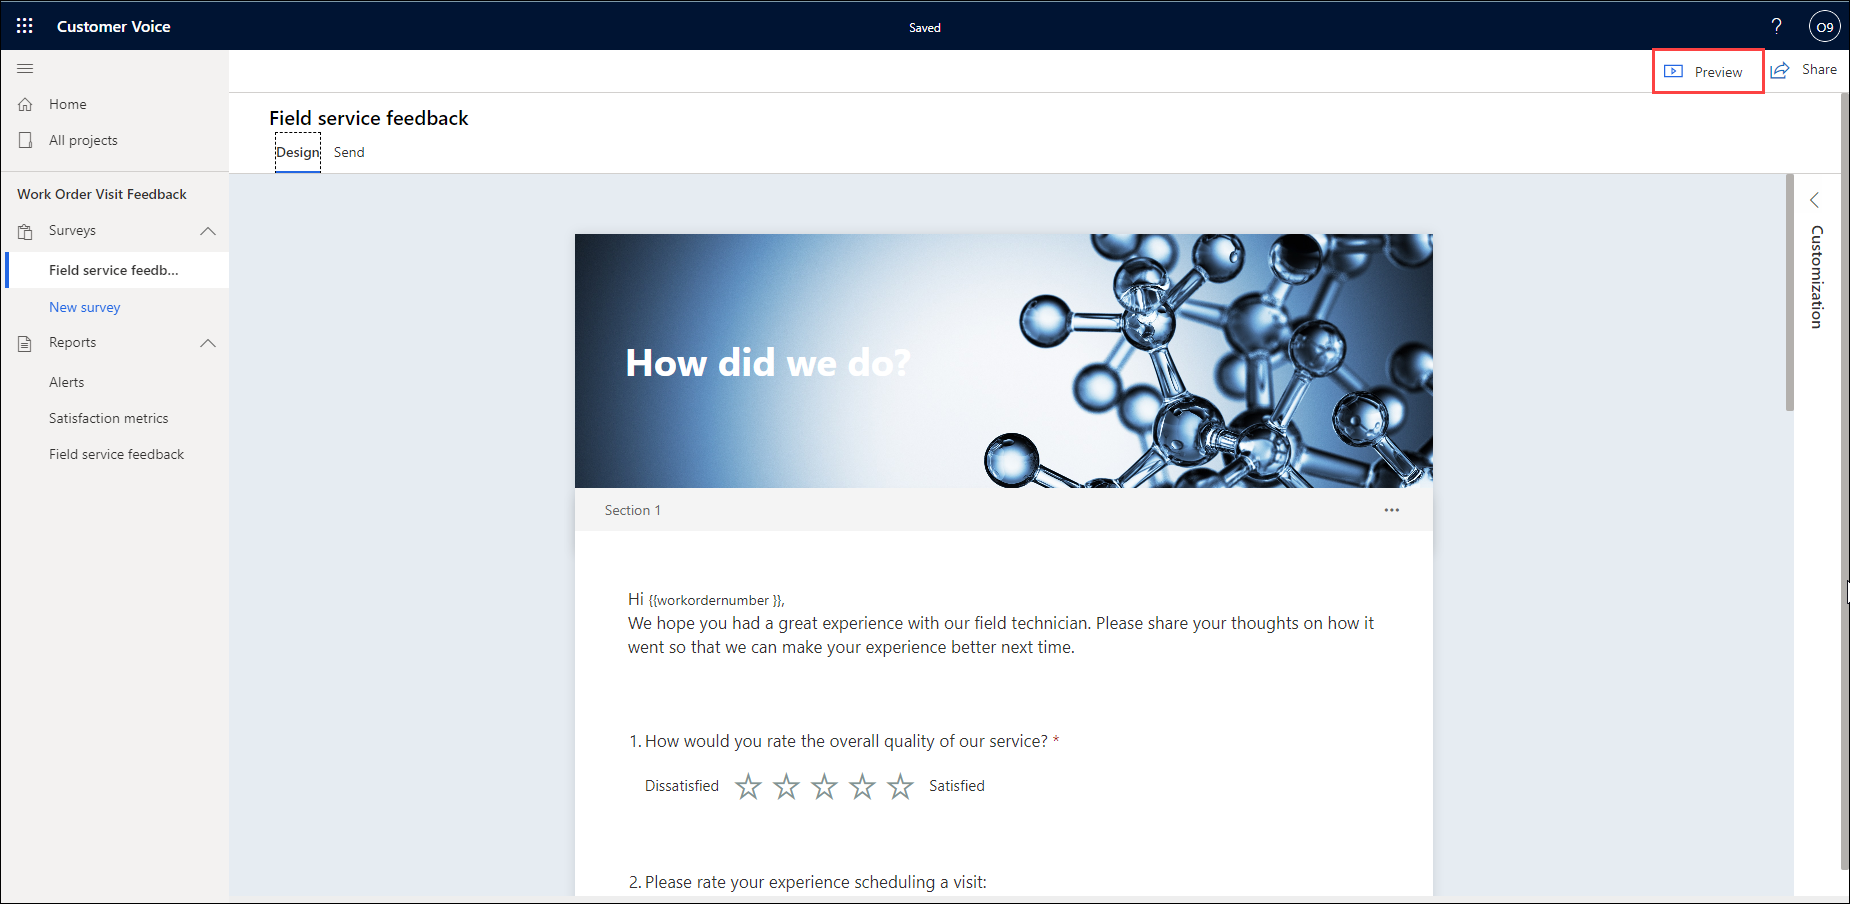 Customer Voice
Saved
?
O9
Preview
Share
Home
All projects
Work Order Visit Feedback
Surveys
Field service feedb...
New survey
Reports
Alerts
Satisfaction metrics
Field service feedback
Field service feedback
Design
Send
Customization
How did we do?
Section 1
Hi {{workordernumber }},
We hope you had a great experience with our field technician. Please share your thoughts on how it
went so that we can make your experience better next time.
1. How would you rate the overall quality of our service? *
Dissatisfied
Satisfied
2. Please rate your experience scheduling a visit: